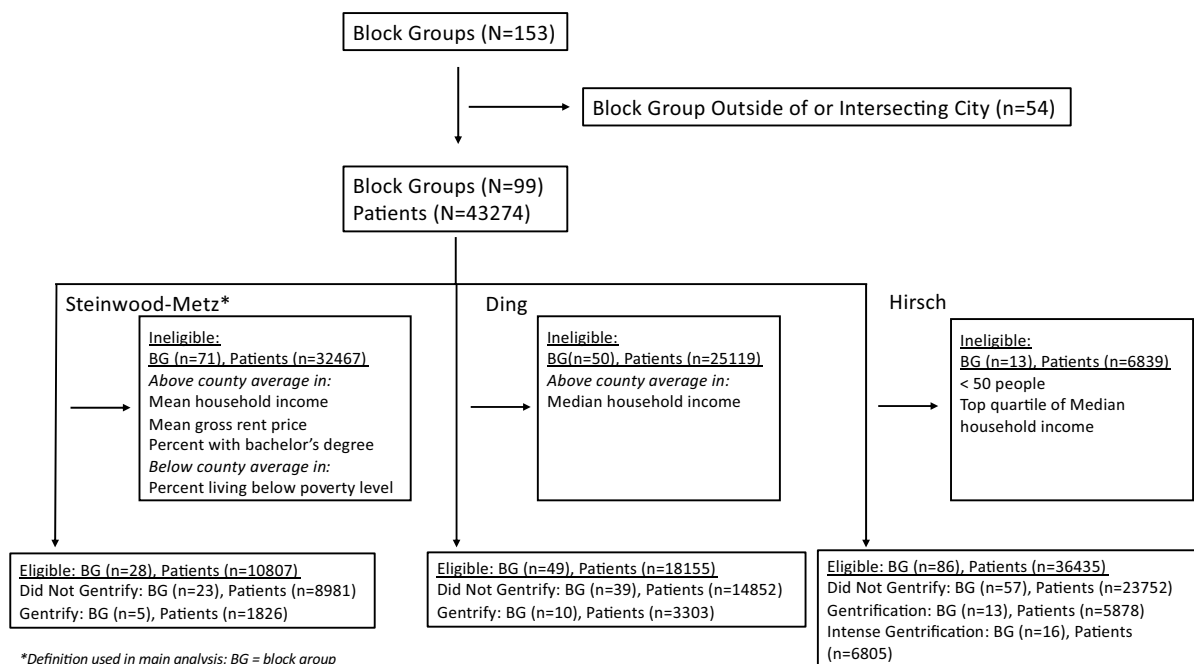 Block Groups (N=153)
Block Group Outside of or Intersecting City (n=54)
Block Groups (N=99)
Patients (N=43274)
Steinwood-Metz*
Ineligible:
BG (n=71), Patients (n=32467)
Above county average in:
Mean household income
Mean gross rent price
Percent with bachelor's degree
Below county average in:
Percent living below poverty level
Ding
Ineligible:
BG(n=50), Patients (n=25119)
Above county average in:
Median household income
Hirsch
Ineligible:
BG (n=13), Patients (n=6839)
< 50 people
Top quartile of Median
household income
Eligible: BG (n=28), Patients (n=10807)
Did Not Gentrify: BG (n=23), Patients (n=8981)
Gentrify: BG (n=5), Patients (n=1826)
Eligible: BG (n=49), Patients (n=18155)
Did Not Gentrify: BG (n=39), Patients (n=14852)
Gentrify: BG (n=10), Patients (n=3303)
Eligible: BG (n=86), Patients (n=36435)
Did Not Gentrify: BG (n=57), Patients (n=23752)
Gentrification: BG (n=13), Patients (n=5878)
Intense Gentrification: BG (n=16), Patients
(n=6805)
*Definition used in main analysis; BG = block group